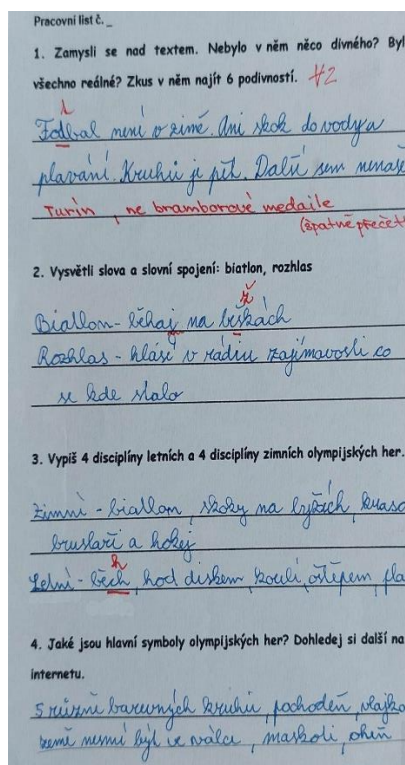 Pracovní list č._
1. Zamysli se nad textem. Nebylo v něm něco divného? Byl
všechno reálné? Zkus v něm najít 6 podivností. #2
t
Fodbal není v zimě. Ani skok do vody a
plavání. Kruhů je pět. Další sem nenaše
Turín, ne bramborové medaile
(špatně přečet
2. Vysvětli slova a slovní spojení: biatlon, rozhlas
ž
Biatlon - běhaj na beškách
Rozhlas - hlásí v rádiu zajímavosti co
se kde stalo
3. Vypiš 4 disciplíny letních a 4 disciplíny zimních olympijských her.
Zimní - biatlon, skoky na lyžích, kraso
bruslaři a hokej
h
Letní - běch, hod diskem, koulí, oštěpem, pla
4. Jaké jsou hlavní symboly olympijských her? Dohledej si další na
internetu.
5 různě barevných kruhů, pochodeň, vlajko
země nesmí být ve válce, maskoti, oheň